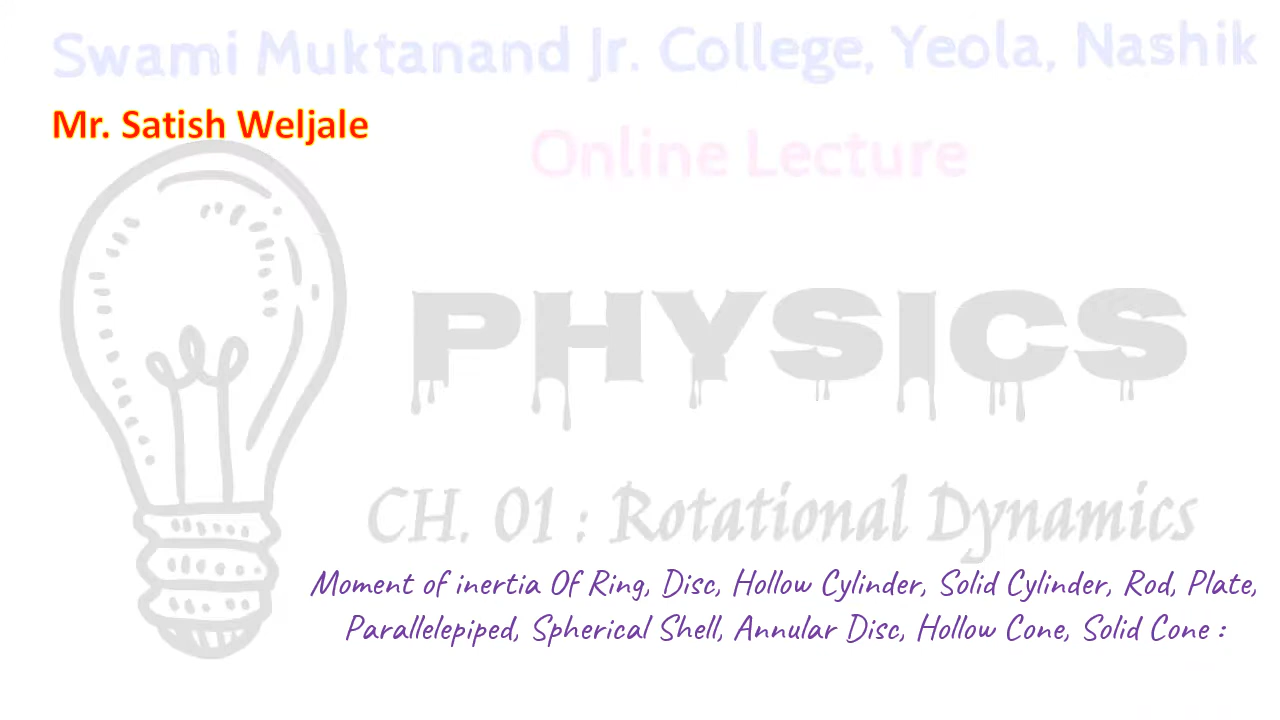 Swami Muktanand Jr. College, Yeola, Nashik
Mr. Satish Weljale
Online Lecture
PHYSICS
CH. 01 : Rotational Dynamics
Moment of inertia Of Ring, Disc, Hollow Cylinder, Solid Cylinder, Rod, Plate,
Parallelepiped, Spherical Shell, Annular Disc, Hollow Cone, Solid Cone :